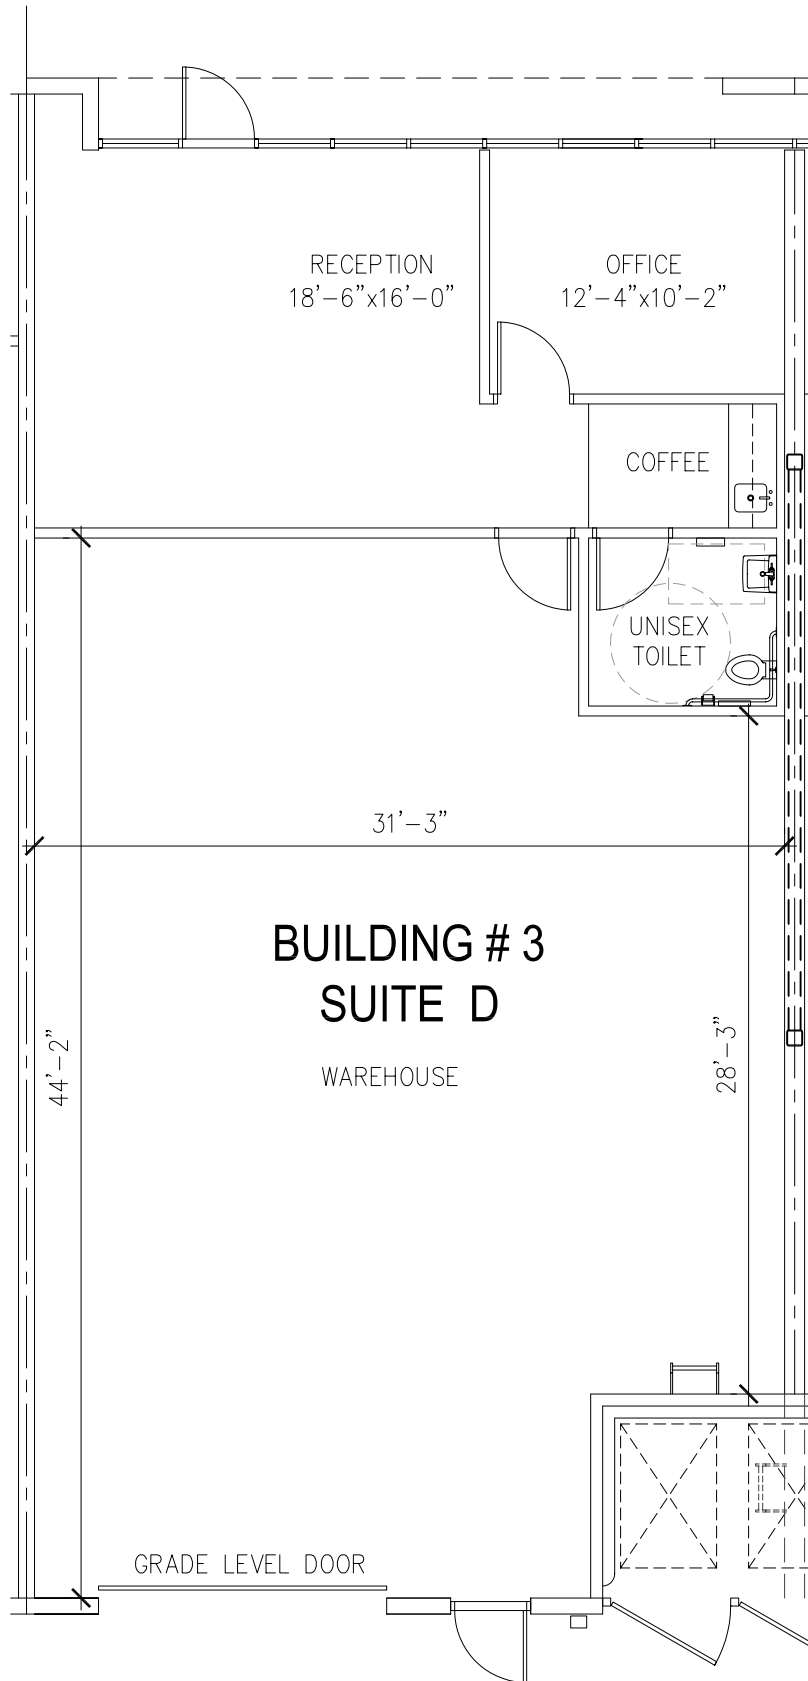 RECEPTION
18'-6"x16'-0"
OFFICE
12'-4"x10'-2"
COFFEE
UNISEX
TOILET
31'-3"
BUILDING # 3
SUITE D
WAREHOUSE
44'-2"
28'-3"
GRADE LEVEL DOOR